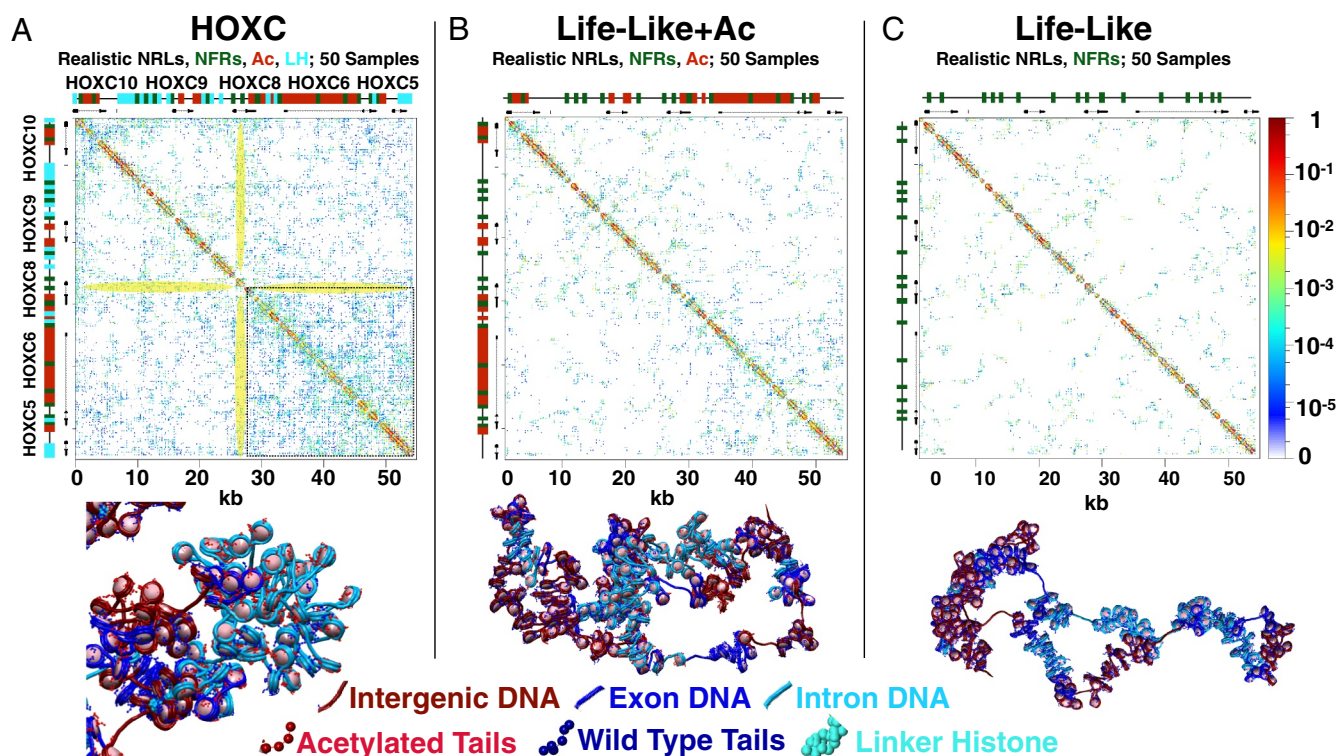 A
HOXC
Realistic NRLs, NFRs, Ac, LH; 50 Samples
HOXC10 HOXC9 HOXC8 HOXC6 HOXC5
HOXC10
HOXC9
HOXC8
HOXC6
HOXC5
0 10 20 30 40 50
kb
B
Life-Like+Ac
Realistic NRLs, NFRs, Ac; 50 Samples
0 10 20 30 40 50
kb
C
Life-Like
Realistic NRLs, NFRs; 50 Samples
0 10 20 30 40 50
kb
1
10-1
10-2
10-3
10-4
10-5
0
Intergenic DNA Exon DNA Intron DNA
Acetylated Tails Wild Type Tails Linker Histone